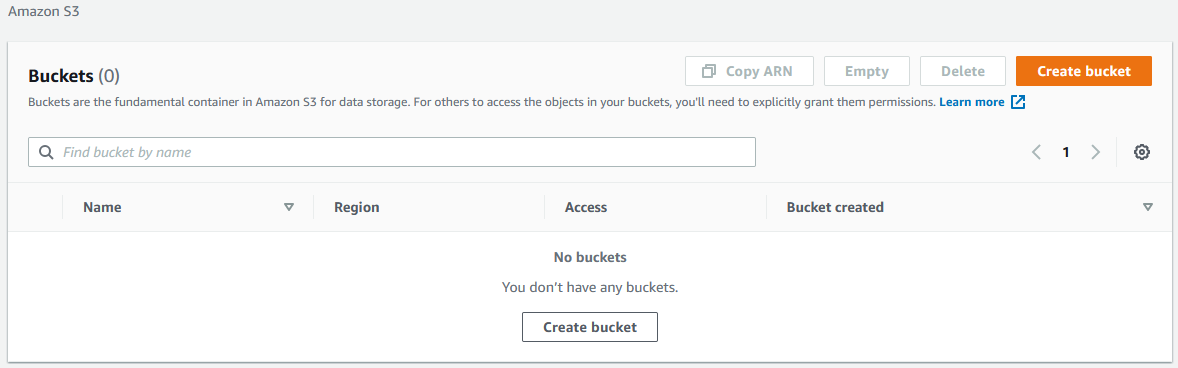 Amazon S3
Buckets (0)
Copy ARN
Empty
Delete
Create bucket
Buckets are the fundamental container in Amazon S3 for data storage. For others to access the objects in your buckets, you'll need to explicitly grant them permissions. Learn more
Find bucket by name
1
Name
Region
Access
Bucket created
No buckets
You don't have any buckets.
Create bucket